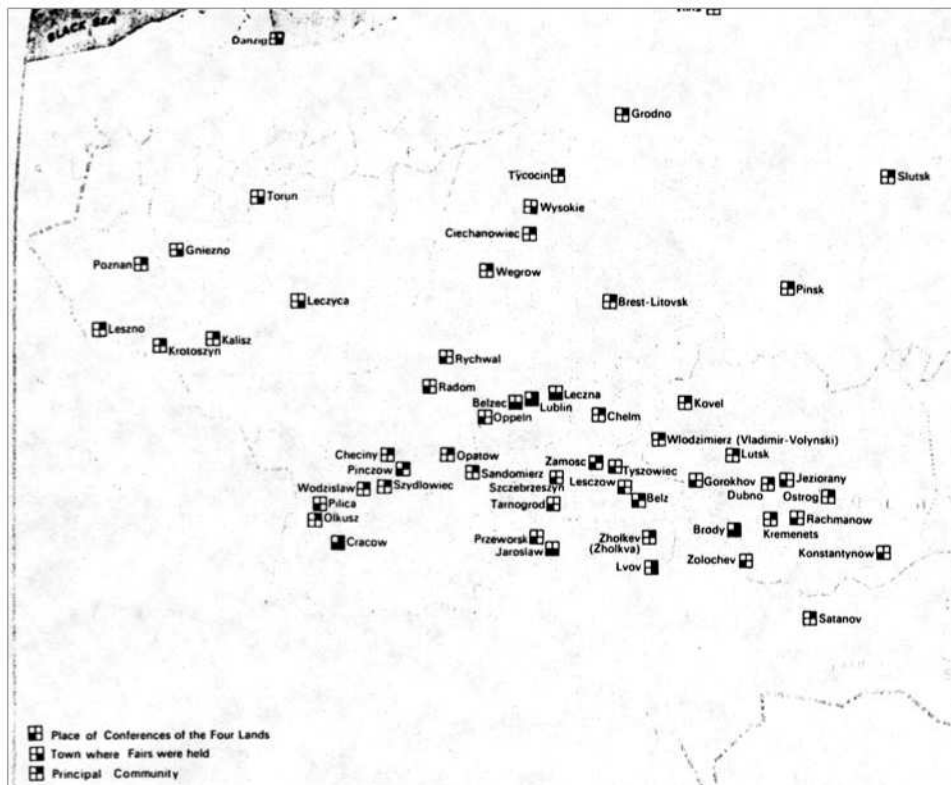 BLACK SEA
Danzig
Grodno
Tycocin
Slutsk
Torun
Wysokie
Ciechanowiec
Gniezno
Poznan
Wegrow
Pinsk
Leczyca
Brest-Litovsk
Leszno
Kalisz
Krotoszyn
Rychwal
Radom
Leczna
Belzec
Lublin
Kovel
Oppeln
Chelm
Wlodzimierz (Vladimir-Volynski)
Checiny
Opatow
Lutsk
Pinczow
Zamosc
Tyszowiec
Sandomierz
Szczebrzeszyn
Lesczow
Gorokhov
Jeziorany
Wodzislaw
Szydlowiec
Dubno
Ostrog
Pilica
Tarnogrod
Belz
Olkusz
Rachmanow
Brody
Kremenets
Cracow
Przeworsk
Zholkev
(Zholkva)
Jaroslaw
Konstantynow
Lvov
Zolochev
Satanov
Place of Conferences of the Four Lands
Town where Fairs were held
Principal Community